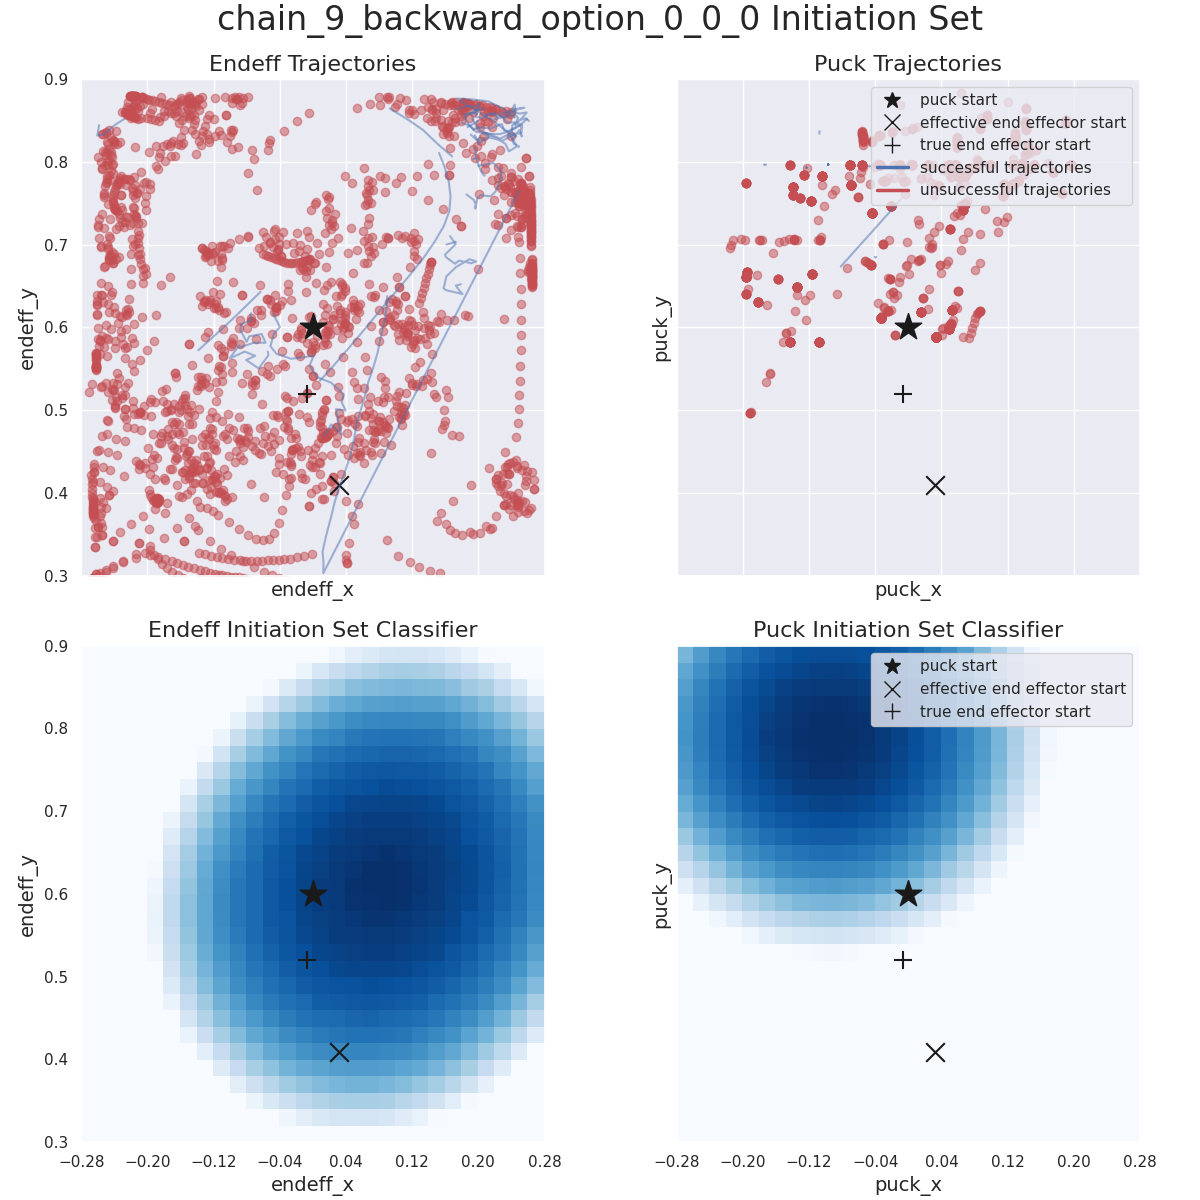 chain_9_backward_option_0_0_0 Initiation Set
Endeff Trajectories
0.9
0.8
0.7
0.6
0.5
0.4
0.3
endeff_y
endeff_x
Puck Trajectories
puck start
effective end effector start
true end effector start
successful trajectories
unsuccessful trajectories
puck_y
puck_x
Endeff Initiation Set Classifier
0.9
0.8
0.7
0.6
0.5
0.4
0.3
endeff_y
−0.28 −0.20 −0.12 −0.04 0.04 0.12 0.20 0.28
endeff_x
Puck Initiation Set Classifier
puck start
effective end effector start
true end effector start
puck_y
−0.28 −0.20 −0.12 −0.04 0.04 0.12 0.20 0.28
puck_x